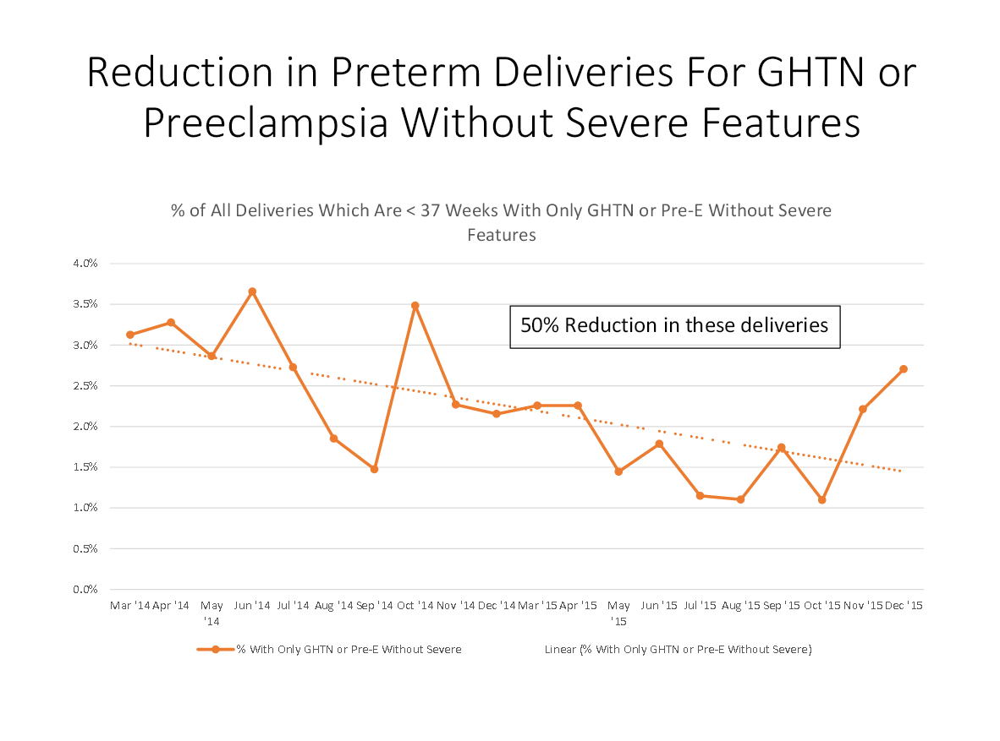 Reduction in Preterm Deliveries For GHTN or
Preeclampsia Without Severe Features
% of All Deliveries Which Are < 37 Weeks With Only GHTN or Pre-E Without Severe
Features
4.0%
3.5%
50% Reduction in these deliveries
3.0%
2.5%
2.0%
1.5%
1.0%
0.5%
0.0%
Mar '14 Apr '14 May '14 Jun '14 Jul '14 Aug '14 Sep '14 Oct '14 Nov '14 Dec '14 Mar '15 Apr '15 May '15 Jun '15 Jul '15 Aug '15 Sep '15 Oct '15 Nov '15 Dec '15
% With Only GHTN or Pre-E Without Severe
Linear (% With Only GHTN or Pre-E Without Severe)